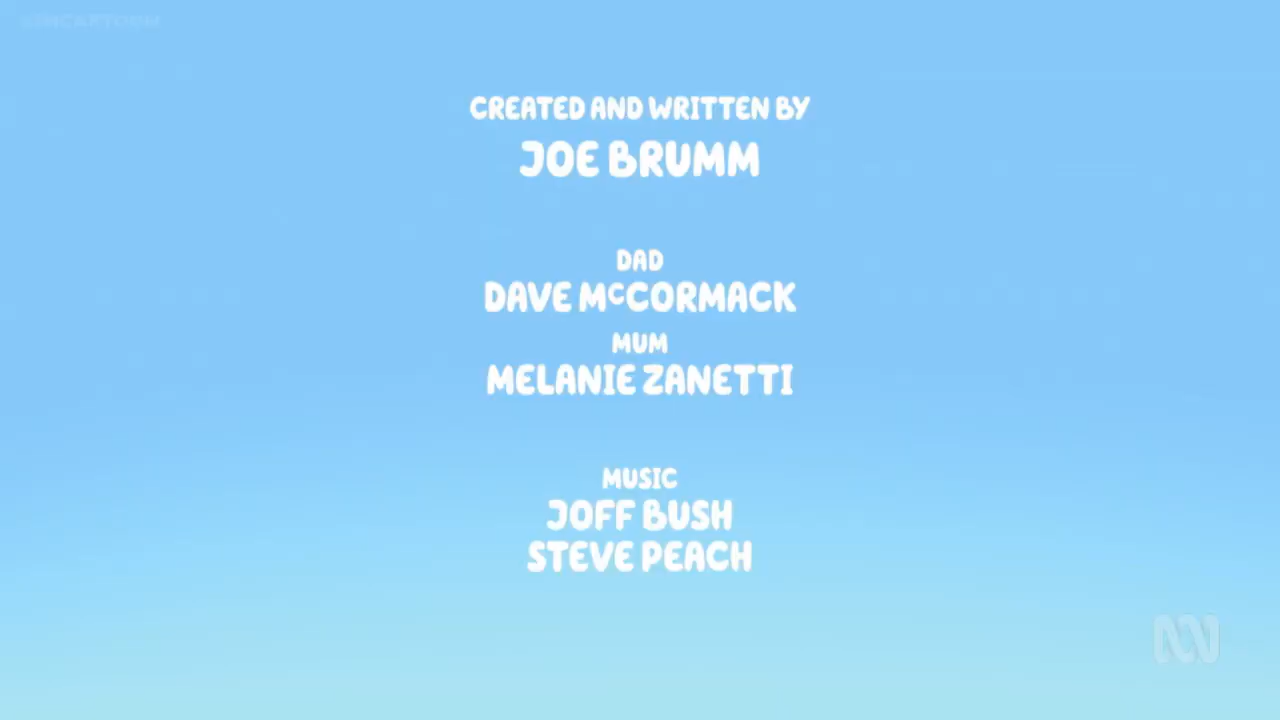 CREATED AND WRITTEN BY
JOE BRUMM
DAD
DAVE McCORMACK
MUM
MELANIE ZANETTI
MUSIC
JOFF BUSH
STEVE PEACH